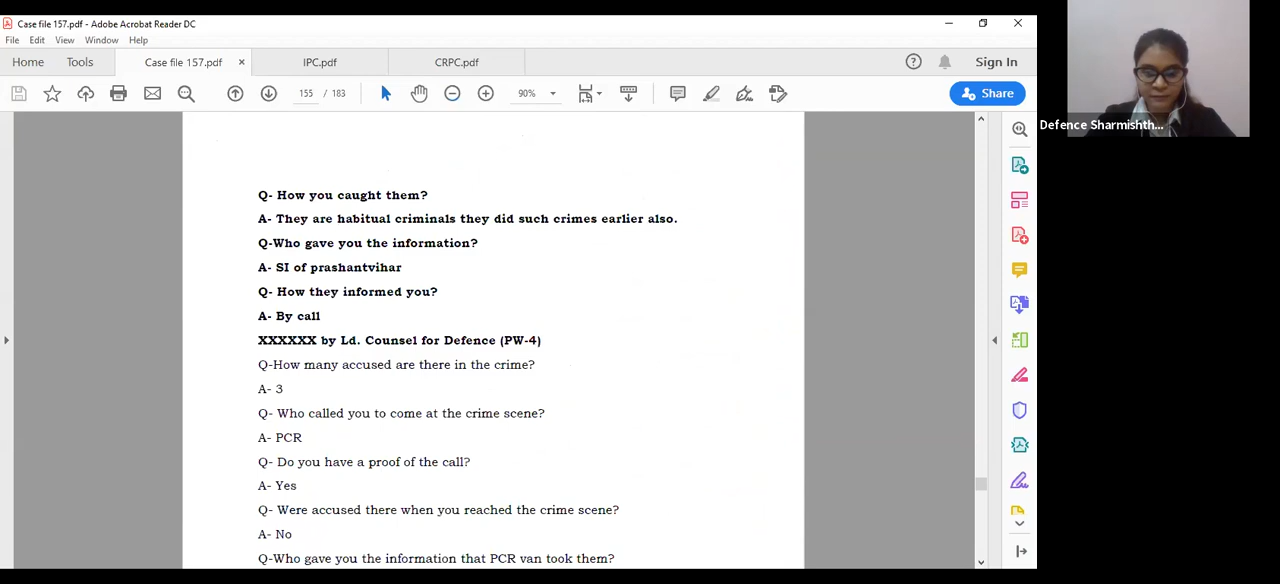 Case file 157.pdf - Adobe Acrobat Reader DC
File Edit View Window Help
Home Tools Case file 157.pdf × IPC.pdf CRPC.pdf Sign In
155 / 183 90% Share
Defence Sharmishth...
Q- How you caught them?
A- They are habitual criminals they did such crimes earlier also.
Q-Who gave you the information?
A- SI of prashantvihar
Q- How they informed you?
A- By call
XXXXXX by Ld. Counsel for Defence (PW-4)
Q-How many accused are there in the crime?
A- 3
Q- Who called you to come at the crime scene?
A- PCR
Q- Do you have a proof of the call?
A- Yes
Q- Were accused there when you reached the crime scene?
A- No
Q-Who gave you the information that PCR van took them?